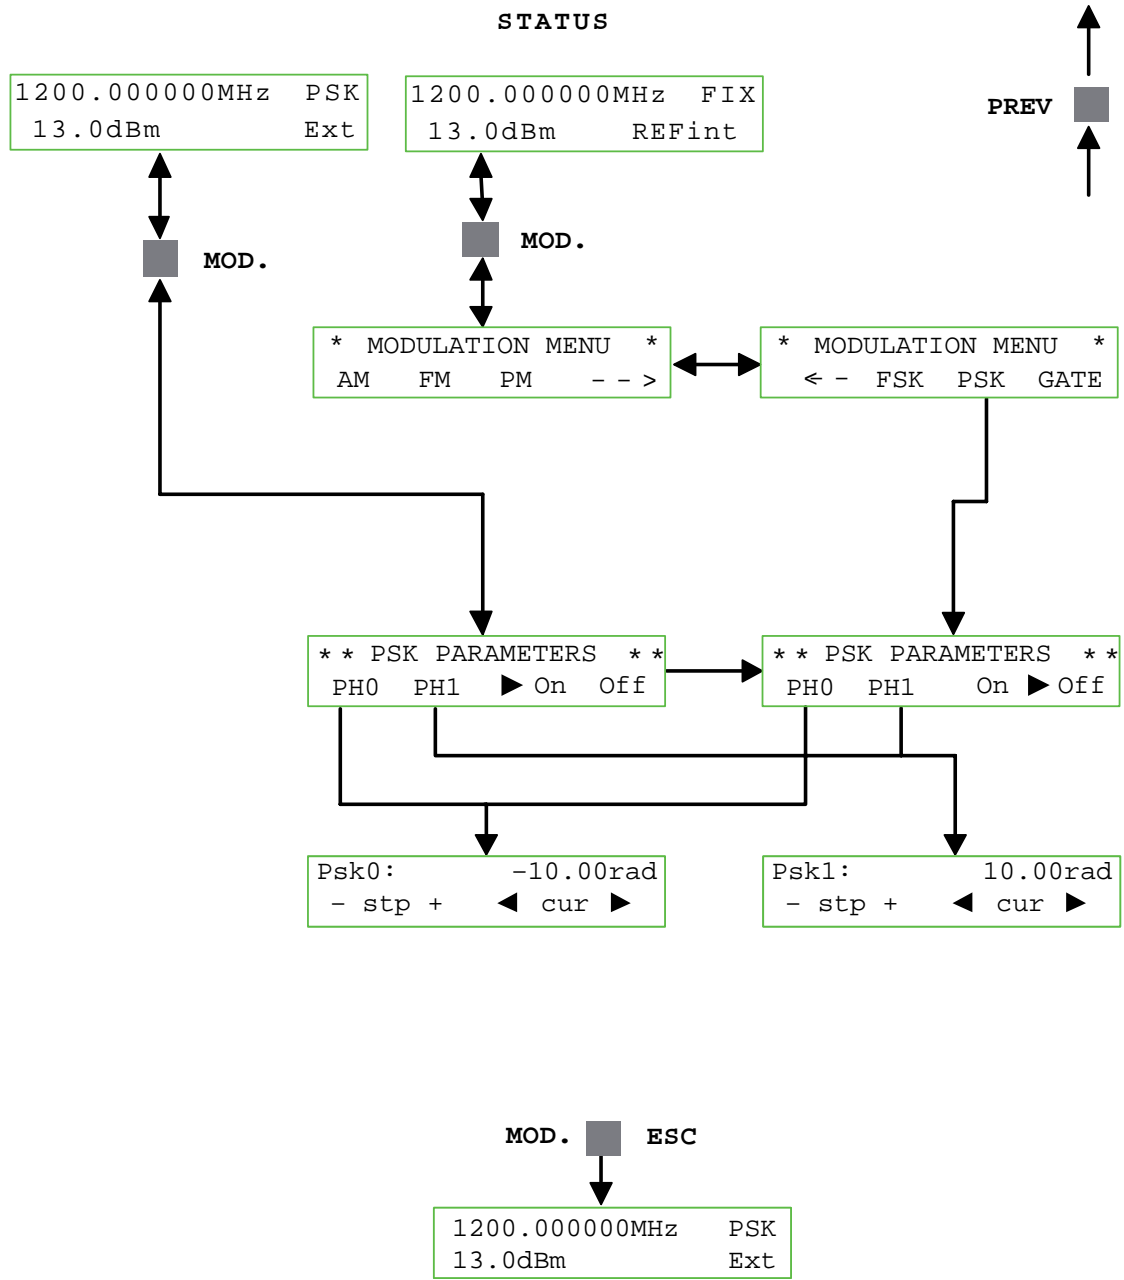 STATUS
1200.000000MHz PSK
13.0dBm Ext
1200.000000MHz FIX
13.0dBm REFint
PREV
MOD.
MOD.
* MODULATION MENU *
AM FM PM - - >
* MODULATION MENU *
< - FSK PSK GATE
* * PSK PARAMETERS * *
PH0 PH1 ▶ On Off
* * PSK PARAMETERS * *
PH0 PH1 On ▶ Off
Psk0: -10.00rad
- stp + ◀ cur ▶
Psk1: 10.00rad
- stp + ◀ cur ▶
MOD. ESC
1200.000000MHz PSK
13.0dBm Ext